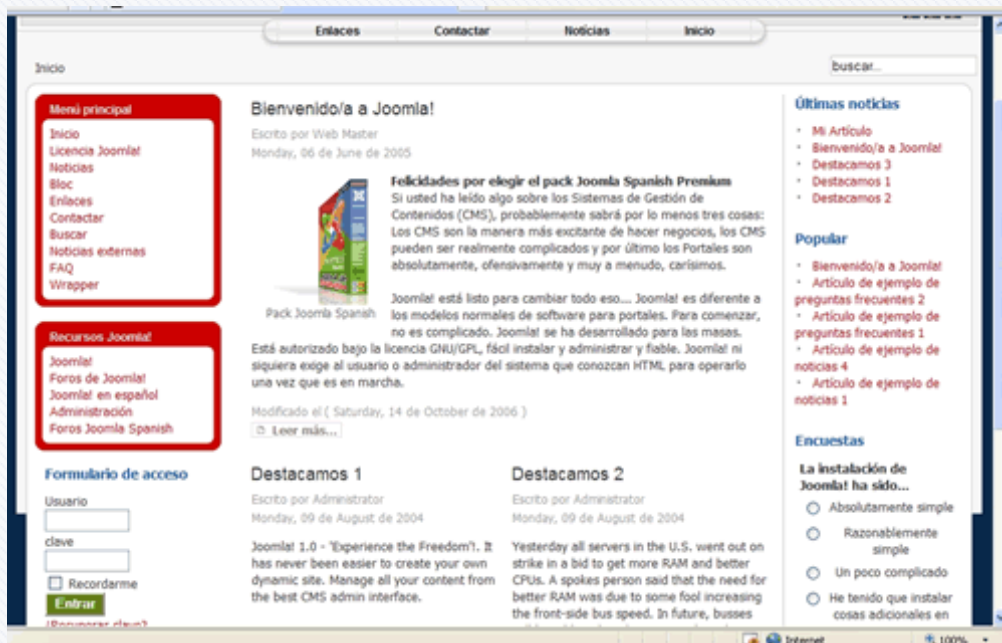 Enlaces Contactar Noticias Inicio
Inicio
buscar...
Menú principal
Inicio
Licencia Joomla!
Noticias
Bloc
Enlaces
Contactar
Buscar
Noticias externas
FAQ
Wrapper
Recursos Joomla!
Joomla!
Foros de Joomla!
Joomla! en español
Administración
Foros Joomla Spanish
Formulario de acceso
Usuario
clave
Recordarme
Entrar
¿Recuperar clave?
Bienvenido/a a Joomla!
Escrito por Web Master
Monday, 06 de June de 2005
Felicidades por elegir el pack Joomla Spanish Premium
Si usted ha leído algo sobre los Sistemas de Gestión de
Contenidos (CMS), probablemente sabrá por lo menos tres cosas:
Los CMS son la manera más excitante de hacer negocios, los CMS
pueden ser realmente complicados y por último los Portales son
absolutamente, ofensivamente y muy a menudo, carísimos.
Pack Joomla Spanish
Joomla! está listo para cambiar todo eso... Joomla! es diferente a
los modelos normales de software para portales. Para comenzar,
no es complicado. Joomla! se ha desarrollado para las masas.
Está autorizado bajo la licencia GNU/GPL, fácil instalar y administrar y fiable. Joomla! ni
siquiera exige al usuario o administrador del sistema que conozcan HTML para operarlo
una vez que es en marcha.
Modificado el ( Saturday, 14 de October de 2006 )
Leer más...
Destacamos 1
Escrito por Administrator
Monday, 09 de August de 2004
Joomla! 1.0 - 'Experience the Freedom'!. It
has never been easier to create your own
dynamic site. Manage all your content from
the best CMS admin interface.
Destacamos 2
Escrito por Administrator
Monday, 09 de August de 2004
Yesterday all servers in the U.S. went out on
strike in a bid to get more RAM and better
CPUs. A spokes person said that the need for
better RAM was due to some fool increasing
the front-side bus speed. In future, busses
Últimas noticias
Mi Artículo
Bienvenido/a a Joomla!
Destacamos 3
Destacamos 1
Destacamos 2
Popular
Bienvenido/a a Joomla!
Artículo de ejemplo de
preguntas frecuentes 2
Artículo de ejemplo de
preguntas frecuentes 1
Artículo de ejemplo de
noticias 4
Artículo de ejemplo de
noticias 1
Encuestas
La instalación de
Joomla! ha sido...
Absolutamente simple
Razonablemente
simple
Un poco complicado
He tenido que instalar
cosas adicionales en
Internet
100%